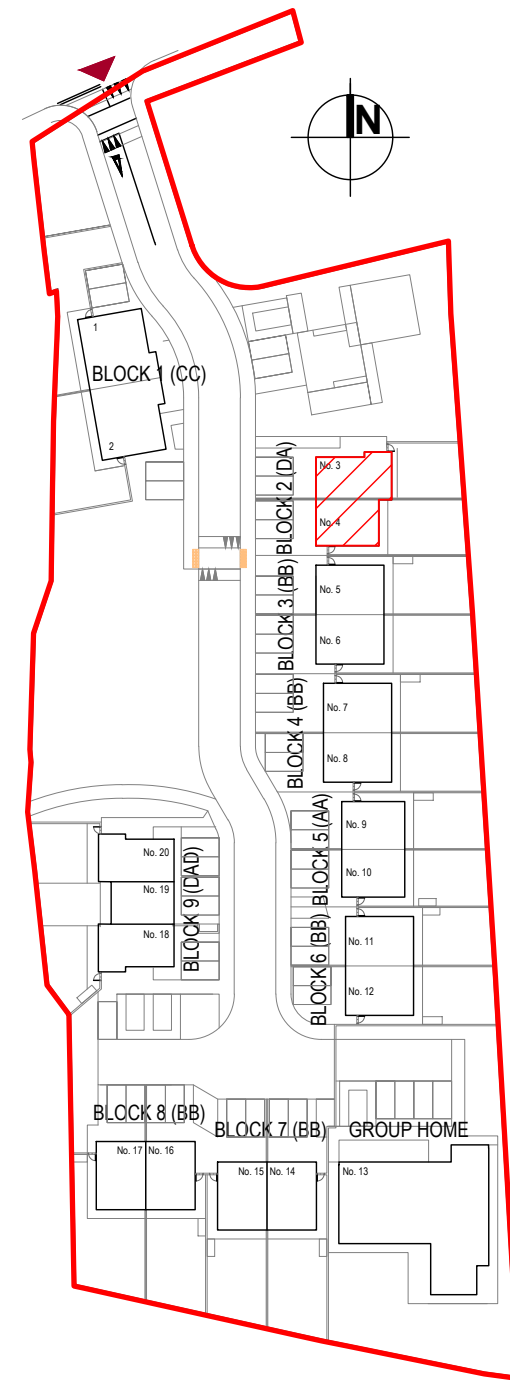 N
1
BLOCK 1 (CC)
2
BLOCK 2 (DA)
No. 3
No. 4
BLOCK 3 (BB)
No. 5
No. 6
BLOCK 4 (BB)
No. 7
No. 8
BLOCK 5 (AA)
No. 9
No. 10
BLOCK 6 (BB)
No. 11
No. 12
No. 20
No. 19
No. 18
BLOCK 9 (DAD)
BLOCK 8 (BB)
No. 17
No. 16
BLOCK 7 (BB)
No. 15
No. 14
GROUP HOME
No. 13